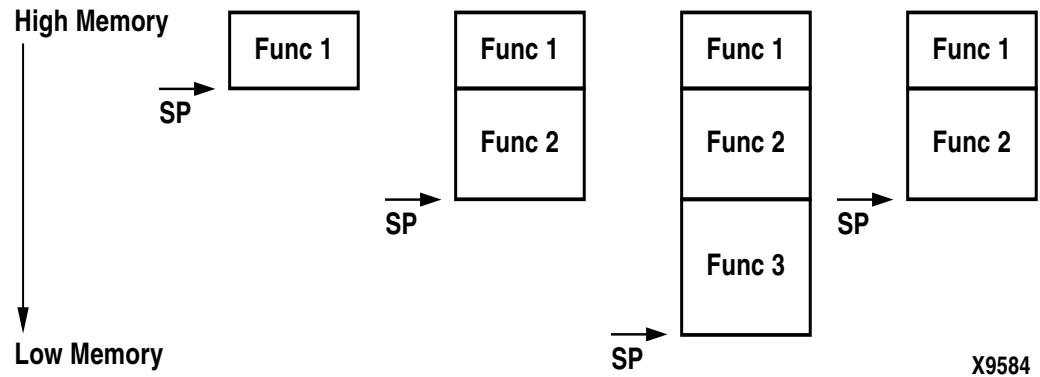 High Memory
Func 1
Func 1
Func 1
Func 1
SP
Func 2
Func 2
Func 2
SP
SP
Func 3
SP
Low Memory
X9584